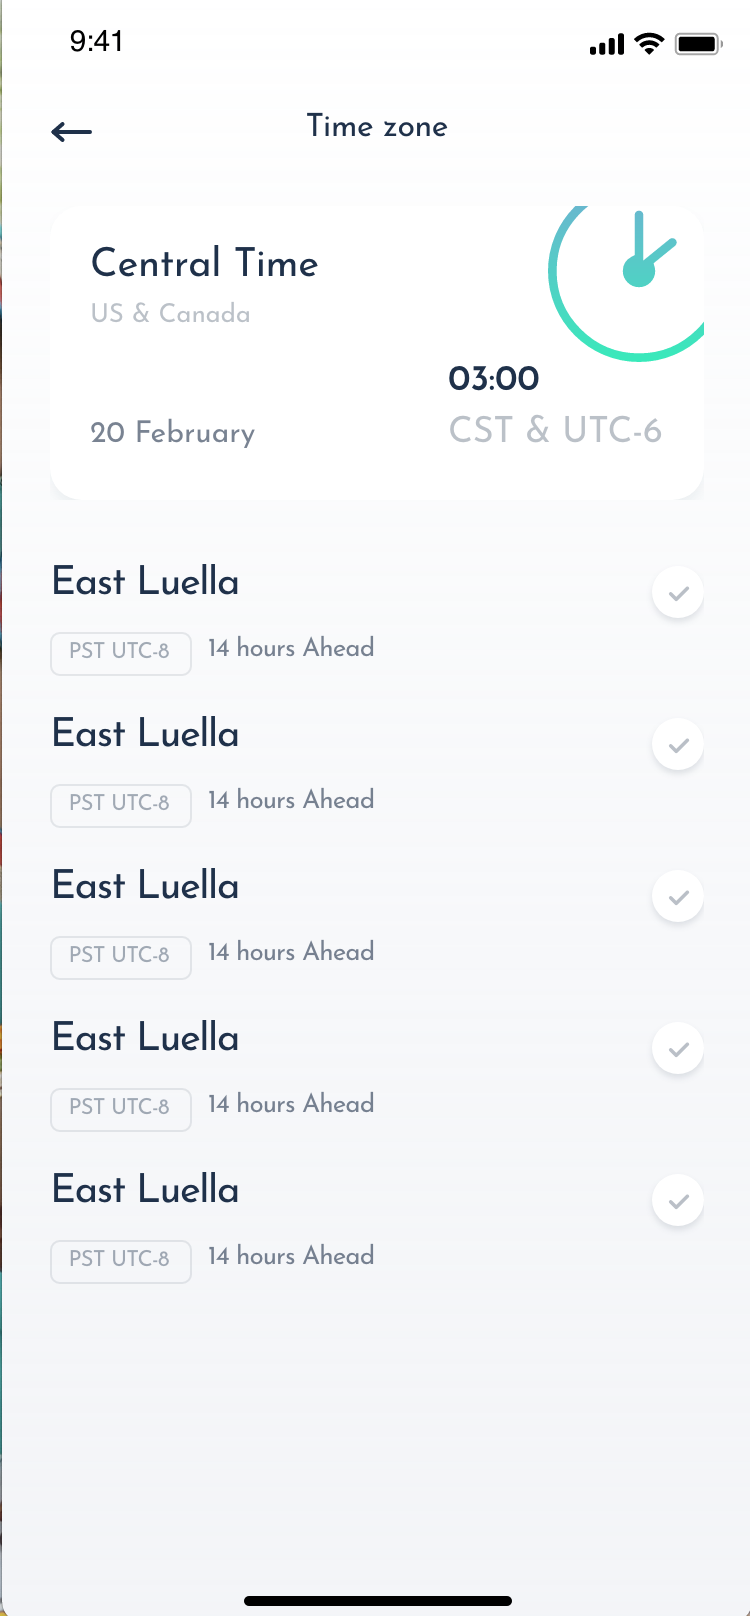 9:41
Time zone
Central Time
US & Canada
03:00
20 February
CST & UTC-6
East Luella
PST UTC-8 14 hours Ahead
East Luella
PST UTC-8 14 hours Ahead
East Luella
PST UTC-8 14 hours Ahead
East Luella
PST UTC-8 14 hours Ahead
East Luella
PST UTC-8 14 hours Ahead